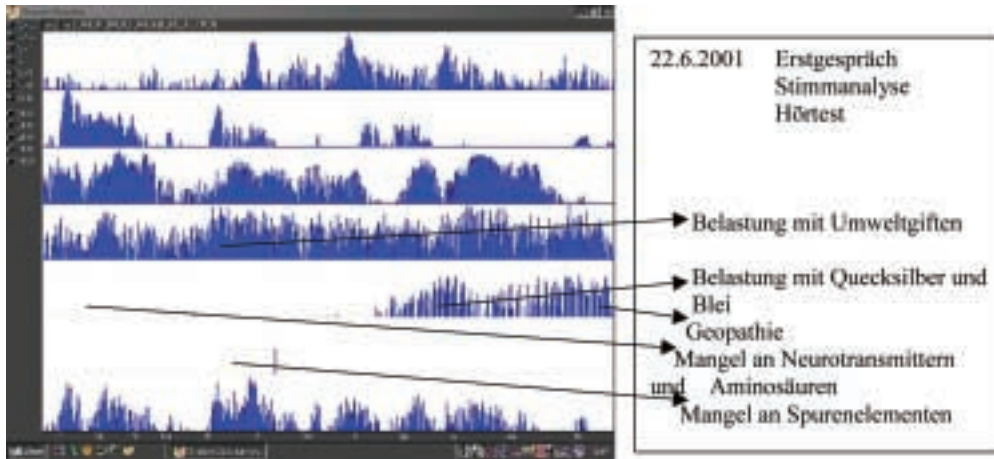 22.6.2001 Erstgespräch
Stimmanalyse
Hörtest
Belastung mit Umweltgiften
Belastung mit Quecksilber und
Blei
Geopathie
Mangel an Neurotransmittern
und Aminosäuren
Mangel an Spurenelementen